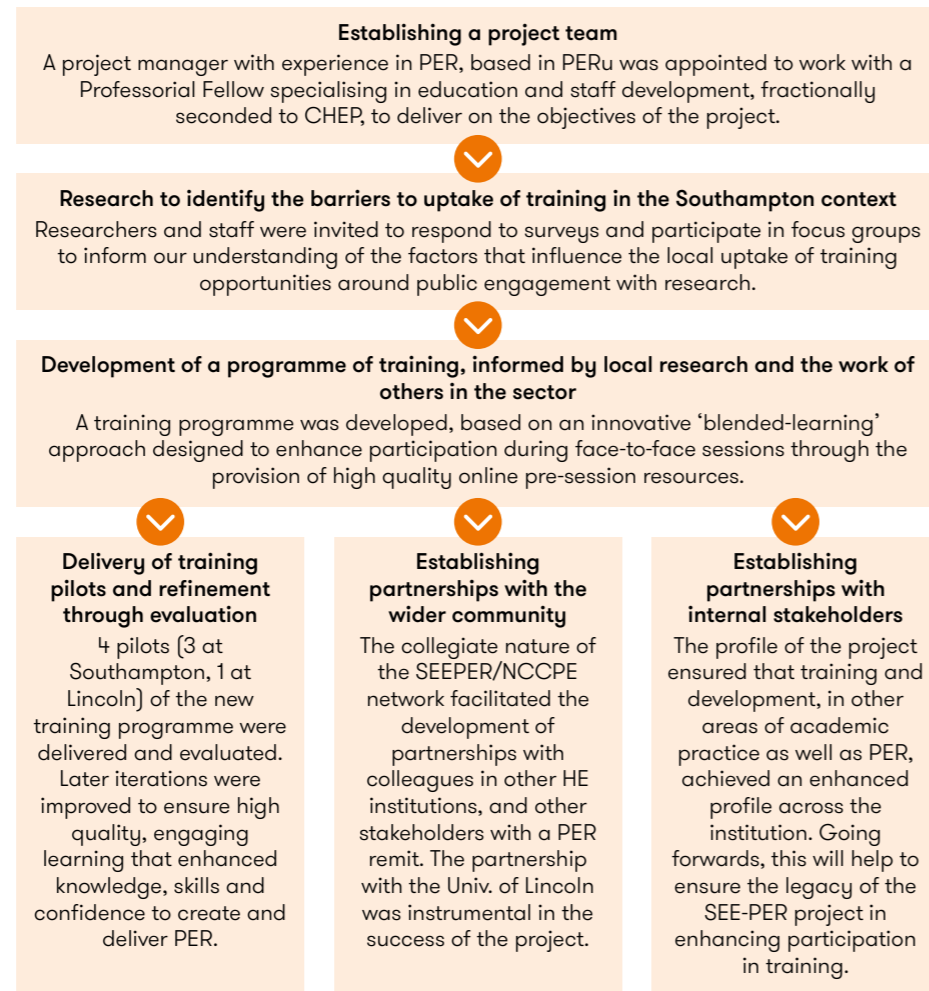 Establishing a project team
A project manager with experience in PER, based in PERu was appointed to work with a
Professorial Fellow specialising in education and staff development, fractionally
seconded to CHEP, to deliver on the objectives of the project.
Research to identify the barriers to uptake of training in the Southampton context
Researchers and staff were invited to respond to surveys and participate in focus groups
to inform our understanding of the factors that influence the local uptake of training
opportunities around public engagement with research.
Development of a programme of training, informed by local research and the work of
others in the sector
A training programme was developed, based on an innovative ‘blended-learning’
approach designed to enhance participation during face-to-face sessions through the
provision of high quality online pre-session resources.
Delivery of training
pilots and refinement
through evaluation
4 pilots (3 at
Southampton, 1 at
Lincoln) of the new
training programme were
delivered and evaluated.
Later iterations were
improved to ensure high
quality, engaging
learning that enhanced
knowledge, skills and
confidence to create and
deliver PER.
Establishing
partnerships with the
wider community
The collegiate nature of
the SEEPER/NCCPE
network facilitated the
development of
partnerships with
colleagues in other HE
institutions, and other
stakeholders with a PER
remit. The partnership
with the Univ. of Lincoln
was instrumental in the
success of the project.
Establishing
partnerships with
internal stakeholders
The profile of the project
ensured that training and
development, in other
areas of academic
practice as well as PER,
achieved an enhanced
profile across the
institution. Going
forwards, this will help to
ensure the legacy of the
SEE-PER project in
enhancing participation
in training.